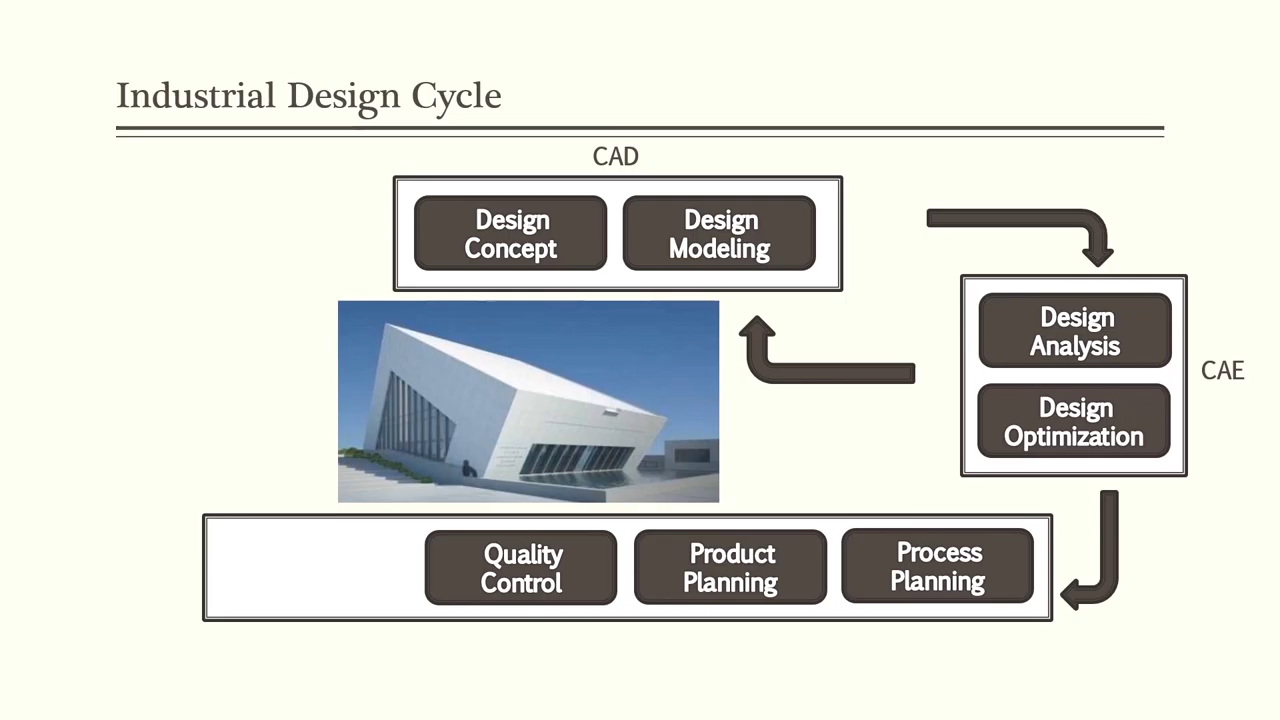 Industrial Design Cycle
CAD
Design
Concept
Design
Modeling
Design
Analysis
CAE
Design
Optimization
Quality
Control
Product
Planning
Process
Planning